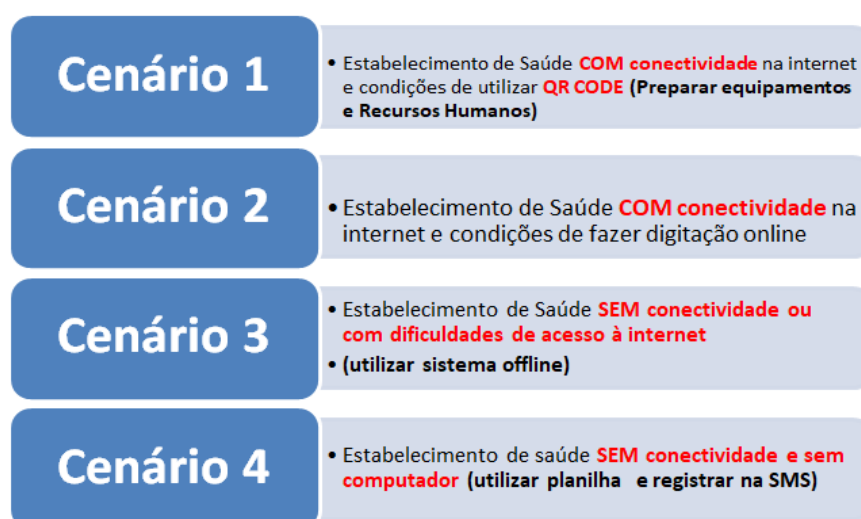 Cenário 1
• Estabelecimento de Saúde COM conectividade na internet
e condições de utilizar QR CODE (Preparar equipamentos
e Recursos Humanos)
Cenário 2
• Estabelecimento de Saúde COM conectividade na
internet e condições de fazer digitação online
Cenário 3
• Estabelecimento de Saúde SEM conectividade ou
com dificuldades de acesso à internet
• (utilizar sistema offline)
Cenário 4
• Estabelecimento de saúde SEM conectividade e sem
computador (utilizar planilha e registrar na SMS)